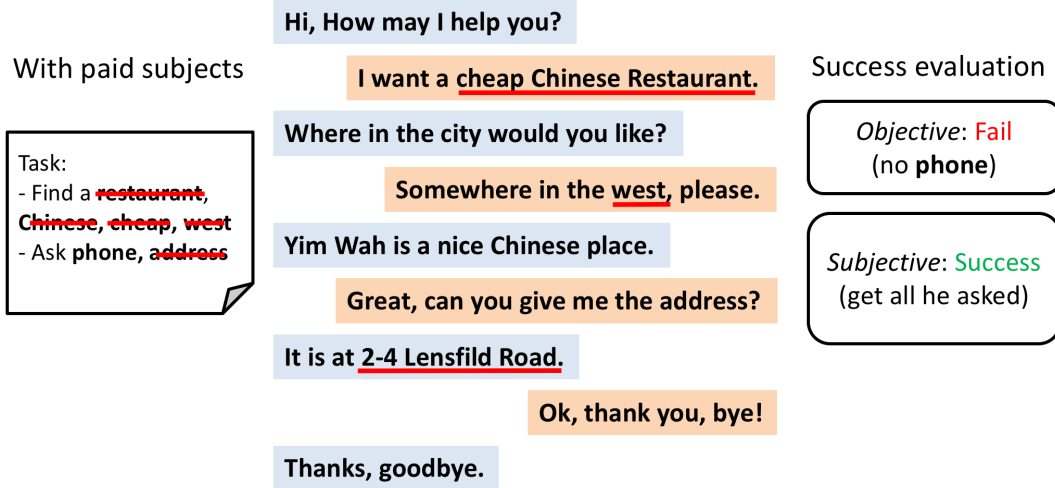 With paid subjects
Task:
- Find a restaurant,
Chinese, cheap, west
- Ask phone, address
Hi, How may I help you?
I want a cheap Chinese Restaurant.
Where in the city would you like?
Somewhere in the west, please.
Yim Wah is a nice Chinese place.
Great, can you give me the address?
It is at 2-4 Lensfild Road.
Ok, thank you, bye!
Thanks, goodbye.
Success evaluation
Objective: Fail
(no phone)
Subjective: Success
(get all he asked)